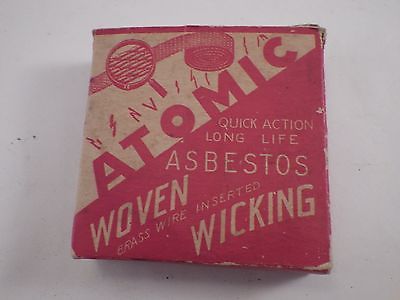 ATOMIC
QUICK ACTION
LONG LIFE
ASBESTOS
WOVEN
BRASS WIRE INSERTED
WICKING